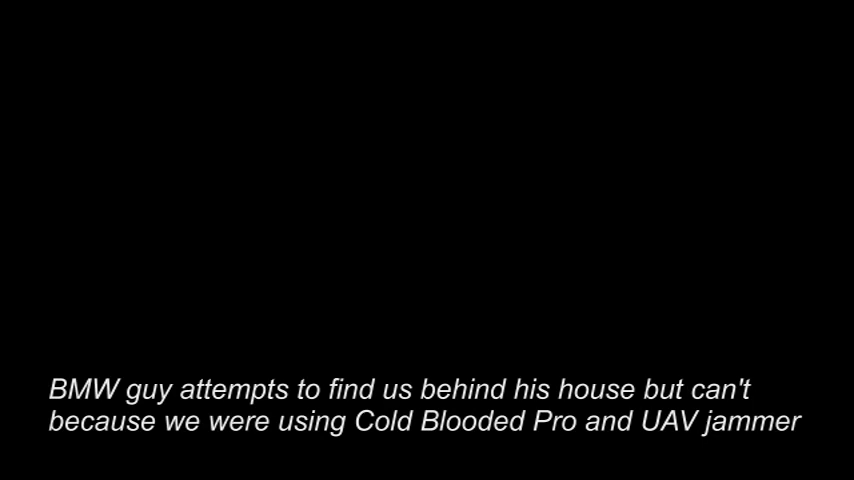 BMW guy attempts to find us behind his house but can't
because we were using Cold Blooded Pro and UAV jammer